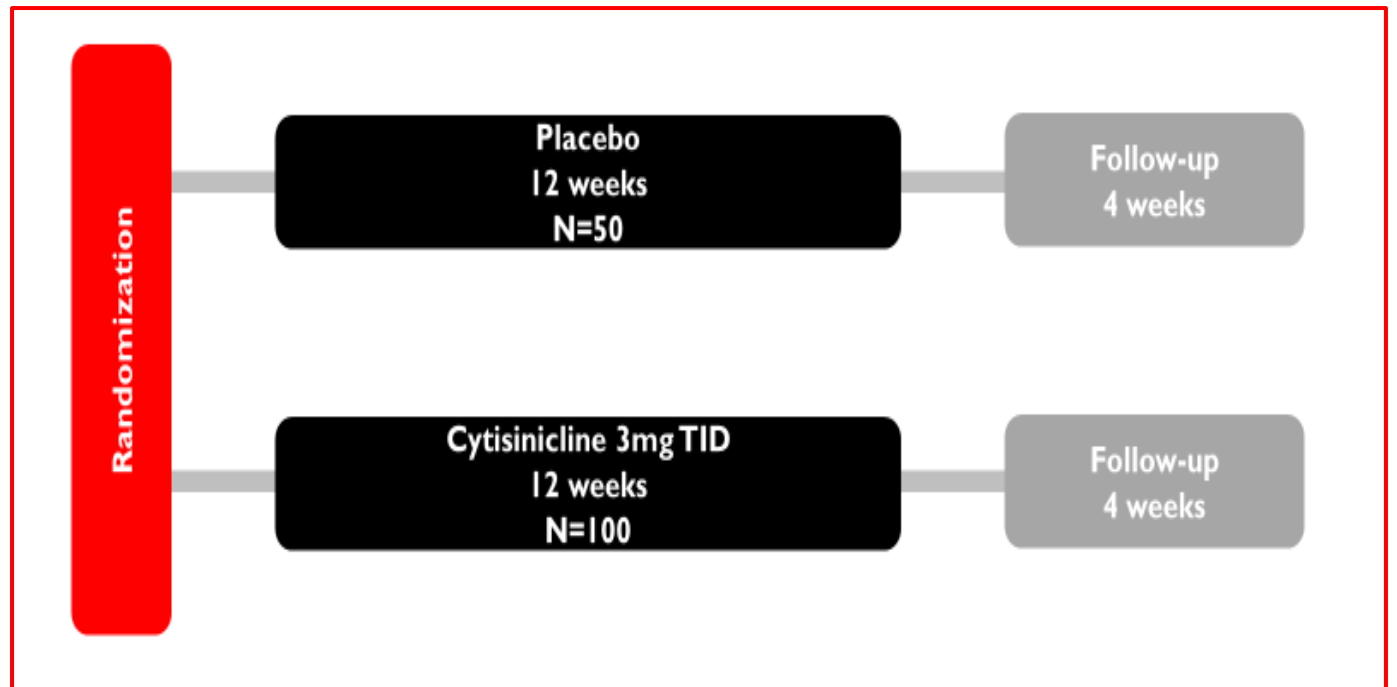 Randomization
Placebo
12 weeks
N=50
Follow-up
4 weeks
Cytisinicline 3mg TID
12 weeks
N=100
Follow-up
4 weeks